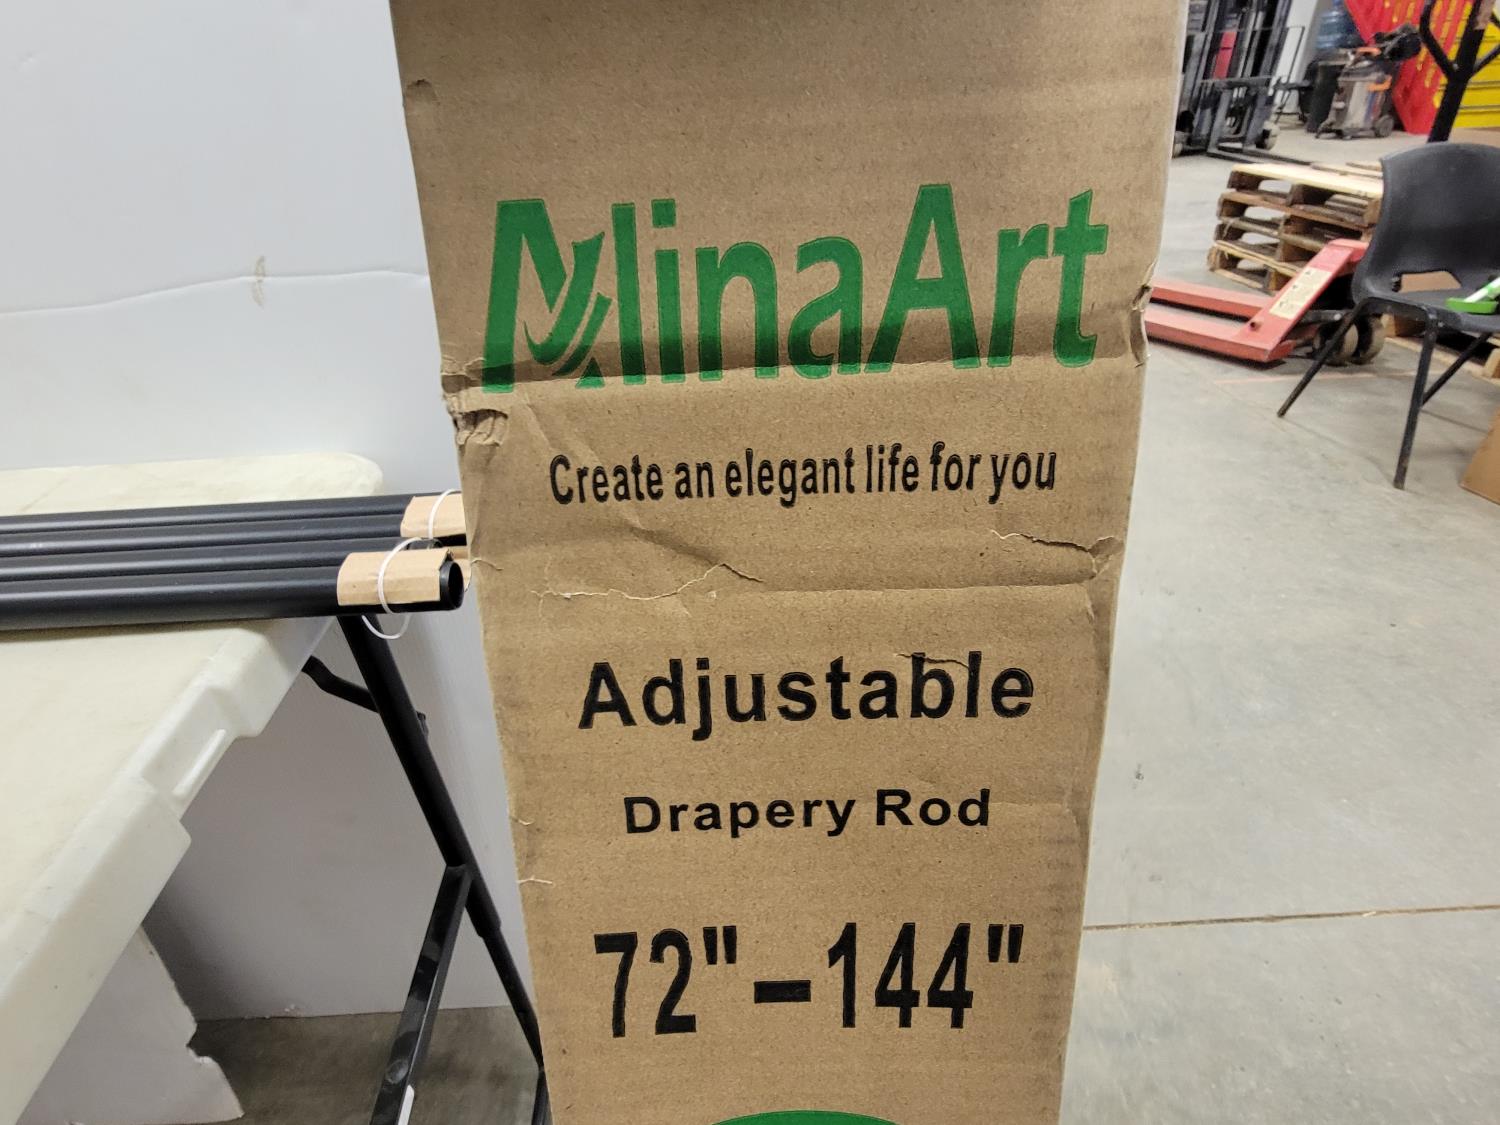 MinaArt
Create an elegant life for you
Adjustable
Drapery Rod
72"–144"